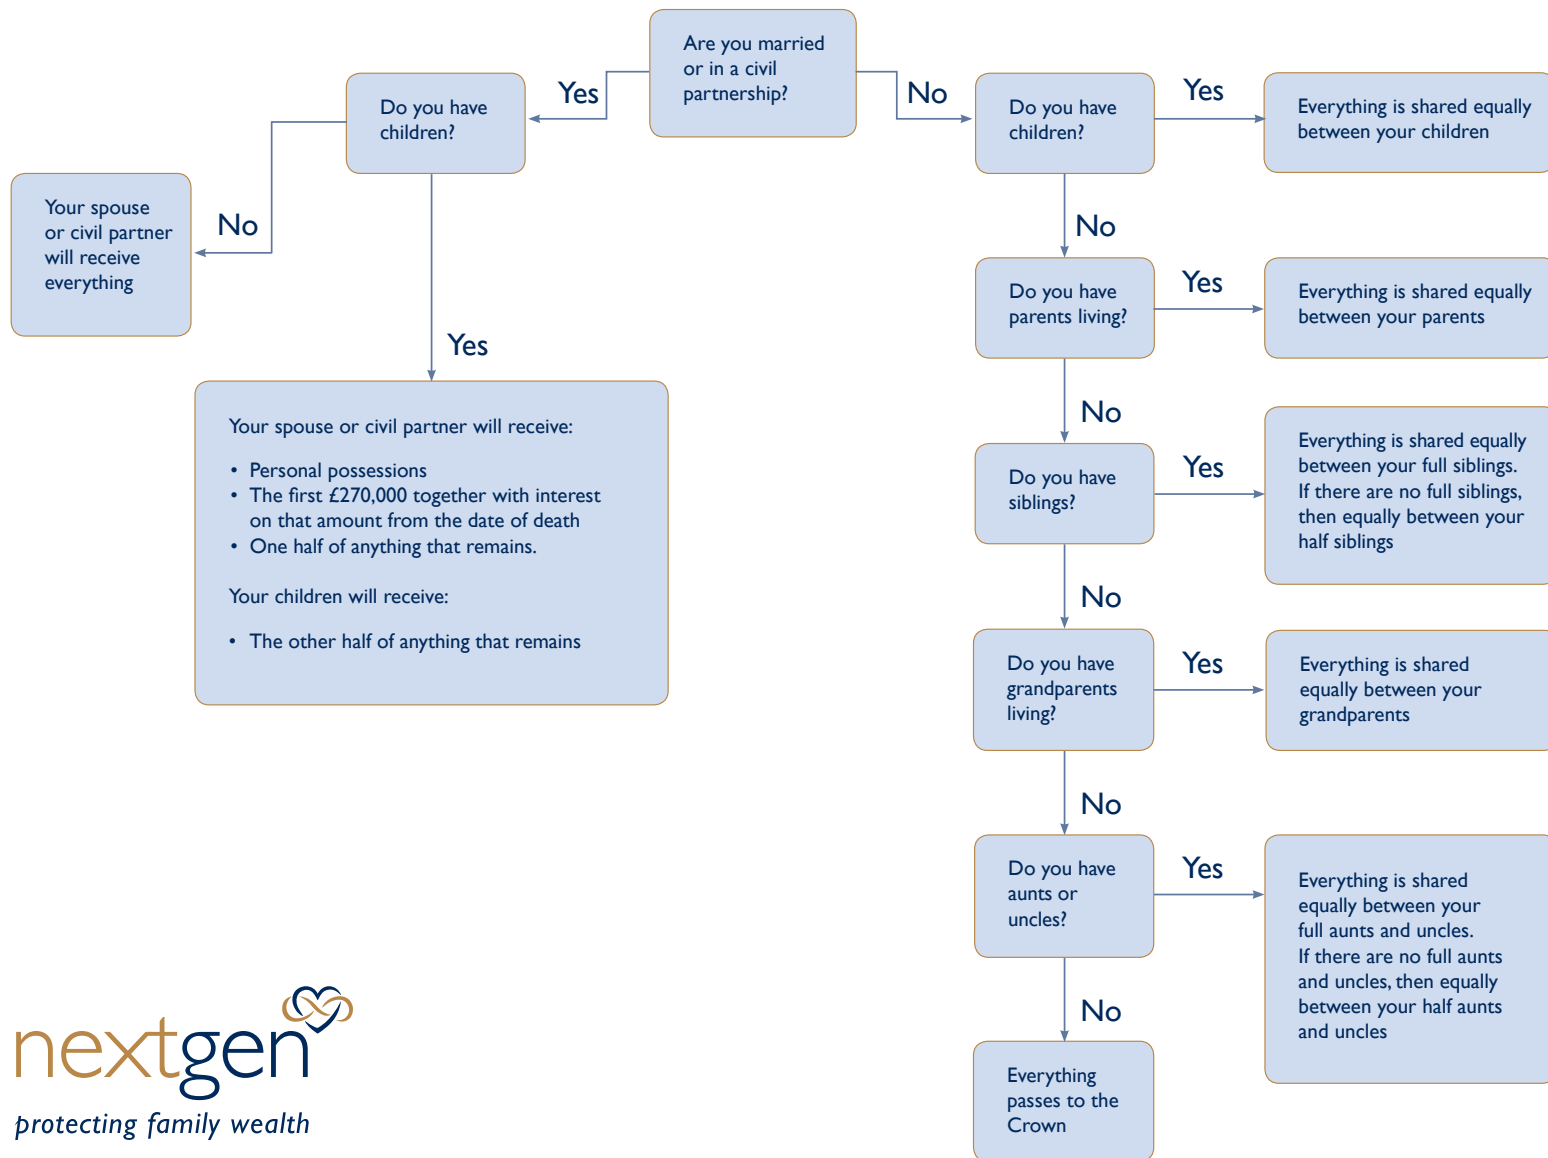 Are you married
or in a civil
partnership?
Yes
No
Do you have
children?
No
Your spouse
or civil partner
will receive
everything
Yes
Your spouse or civil partner will receive:
• Personal possessions
• The first £270,000 together with interest
on that amount from the date of death
• One half of anything that remains.
Your children will receive:
• The other half of anything that remains
Do you have
children?
Yes
Everything is shared equally
between your children
No
Do you have
parents living?
Yes
Everything is shared equally
between your parents
No
Do you have
siblings?
Yes
Everything is shared equally
between your full siblings.
If there are no full siblings,
then equally between your
half siblings
No
Do you have
grandparents
living?
Yes
Everything is shared
equally between your
grandparents
No
Do you have
aunts or
uncles?
Yes
Everything is shared
equally between your
full aunts and uncles.
If there are no full aunts
and uncles, then equally
between your half aunts
and uncles
No
Everything
passes to the
Crown
nextgen
protecting family wealth